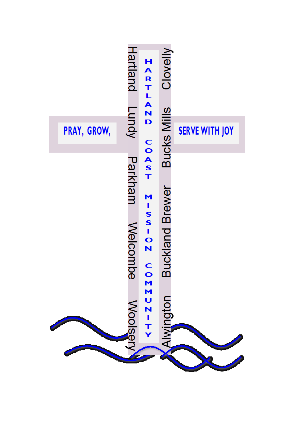 Hartland Lundy Parkham Welcombe Woolsery
HARTLAND COAST MISSION COMMUNITY
Alwington Buckland Brewer Bucks Mills Clovelly
PRAY, GROW,
SERVE WITH JOY